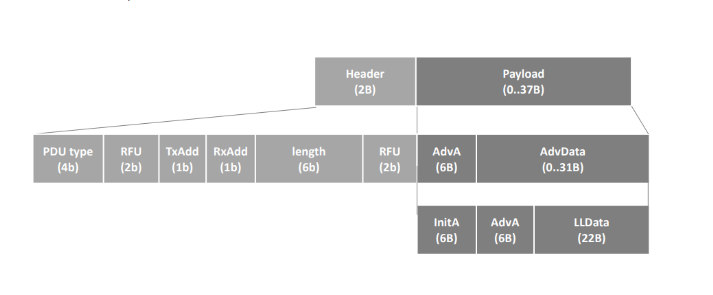 Header
(2B)
Payload
(0..37B)
PDU type
(4b)
RFU
(2b)
TxAdd
(1b)
RxAdd
(1b)
length
(6b)
RFU
(2b)
AdvA
(6B)
AdvData
(0..31B)
InitA
(6B)
AdvA
(6B)
LLData
(22B)